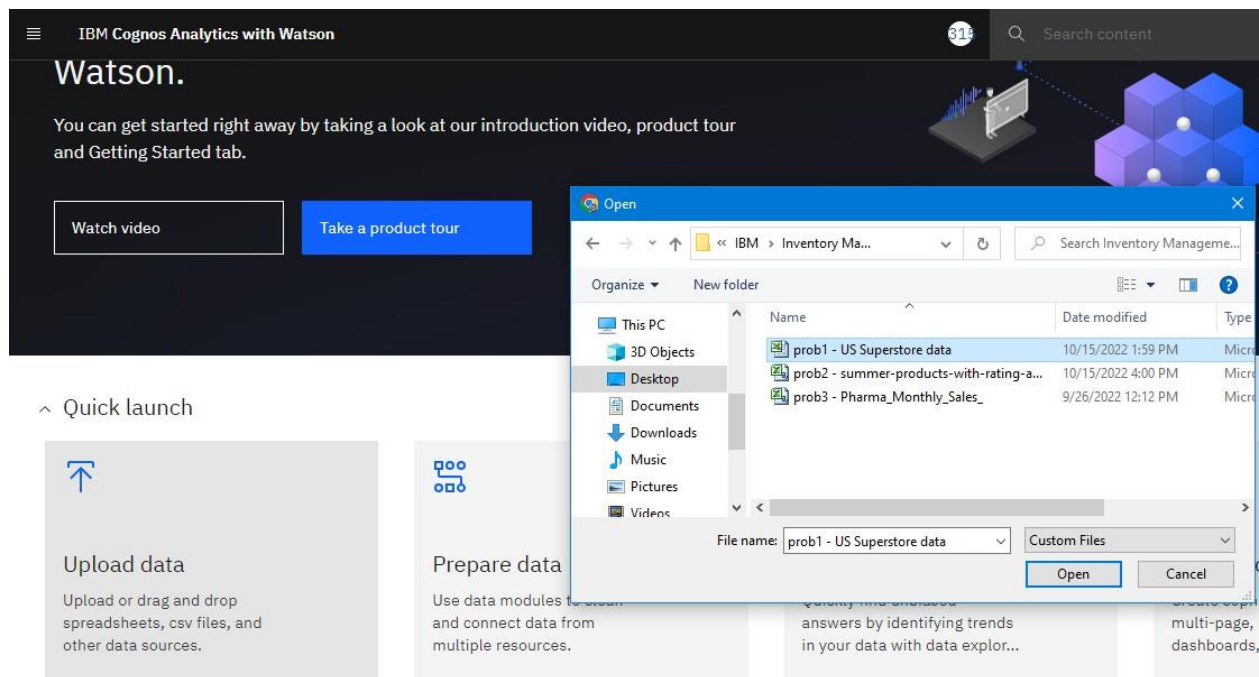 IBM Cognos Analytics with Watson
Search content
Watson.
You can get started right away by taking a look at our introduction video, product tour
and Getting Started tab.
Watch video
Take a product tour
Open
« IBM › Inventory Ma...
Search Inventory Manageme...
Organize
New folder
This PC
3D Objects
Desktop
Documents
Downloads
Music
Pictures
Videos
Name
Date modified
Type
prob1 - US Superstore data
10/15/2022 1:59 PM
Micr
prob2 - summer-products-with-rating-a...
10/15/2022 4:00 PM
Micr
prob3 - Pharma_Monthly_Sales_
9/26/2022 12:12 PM
Micr
File name:
prob1 - US Superstore data
Custom Files
Open
Cancel
Quick launch
Upload data
Upload or drag and drop
spreadsheets, csv files, and
other data sources.
Prepare data
Use data modules to clean
and connect data from
multiple resources.
answers by identifying trends
in your data with data explor...
multi-page,
dashboards,